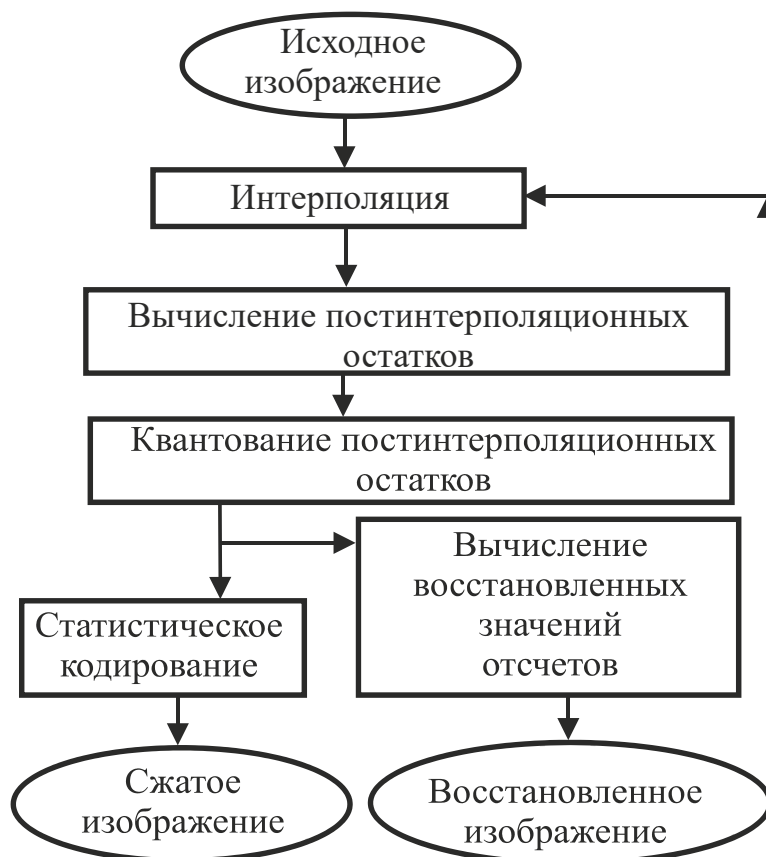 Исходное
изображение
Интерполяция
Вычисление постинтерполяционных
остатков
Квантование постинтерполяционных
остатков
Вычисление
восстановленных
значений
отсчетов
Статистическое
кодирование
Сжатое
изображение
Восстановленное
изображение